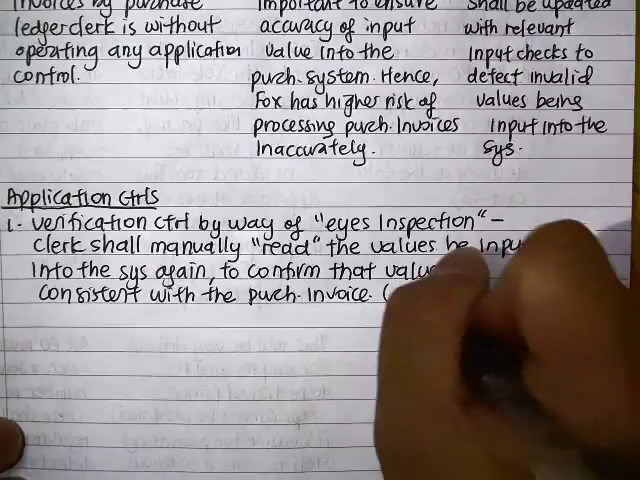 Invoices by purchase
ledger clerk is without
operating any application
control.
Important to ensure
accuracy of input
value into the
purch. system. Hence,
Fox has higher risk of
processing purch. Invoices
Inaccurately.
shall be updated
with relevant
Input checks to
detect invalid
values being
input into the
sys.
Application Ctrls
1. verification ctrl by way of "eyes Inspection" -
Clerk shall manually "read" the values be
Into the sys again, to confirm that
consistent with the purch. Invoice. (